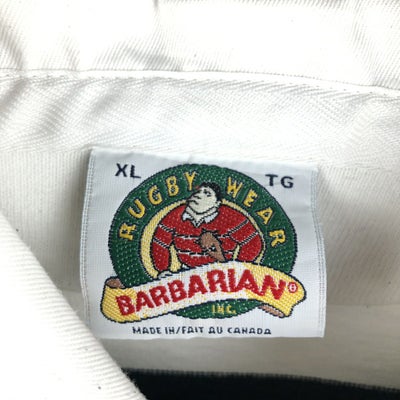 XL TG
RUGBY WEAR
BARBARIAN®
INC.
MADE IN/FAIT AU CANADA